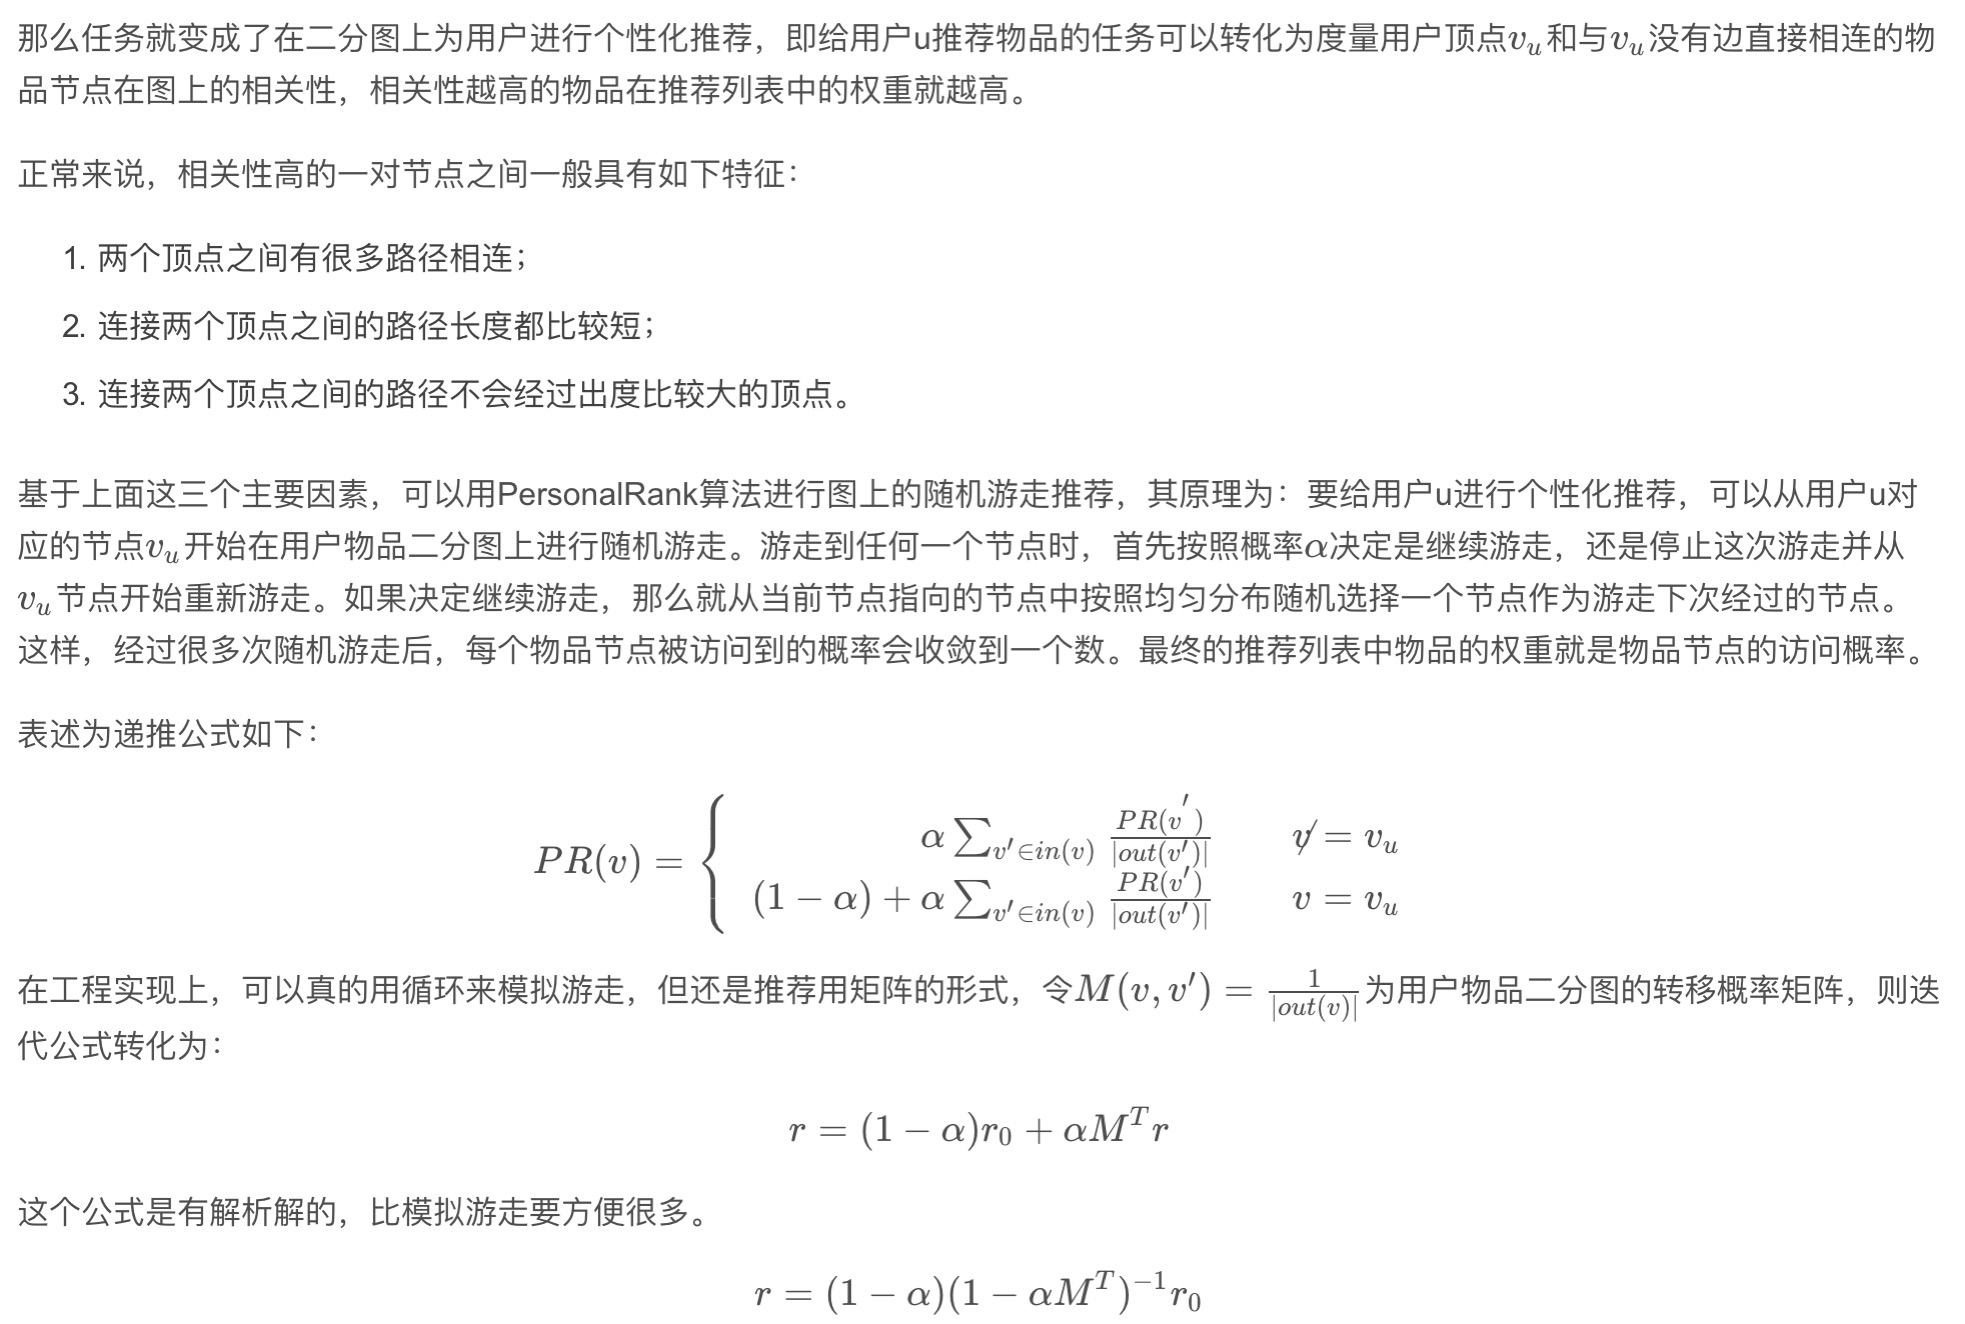 那么任务就变成了在二分图上为用户进行个性化推荐，即给用户u推荐物品的任务可以转化为度量用户顶点v_u和与v_u没有边直接相连的物
品节点在图上的相关性，相关性越高的物品在推荐列表中的权重就越高。
正常来说，相关性高的一对节点之间一般具有如下特征：
1. 两个顶点之间有很多路径相连；
2. 连接两个顶点之间的路径长度都比较短；
3. 连接两个顶点之间的路径不会经过出度比较大的顶点。
基于上面这三个主要因素，可以用PersonalRank算法进行图上的随机游走推荐，其原理为：要给用户u进行个性化推荐，可以从用户u对
应的节点v_u开始在用户物品二分图上进行随机游走。游走到任何一个节点时，首先按照概率α决定是继续游走，还是停止这次游走并从
v_u节点开始重新游走。如果决定继续游走，那么就从当前节点指向的节点中按照均匀分布随机选择一个节点作为游走下次经过的节点。
这样，经过很多次随机游走后，每个物品节点被访问到的概率会收敛到一个数。最终的推荐列表中物品的权重就是物品节点的访问概率。
表述为递推公式如下：
PR(v) = { α ∑_{v'∈in(v)} PR(v')/|out(v')|  v ≠ v_u
(1 − α) + α ∑_{v'∈in(v)} PR(v')/|out(v')|  v = v_u
在工程实现上，可以真的用循环来模拟游走，但还是推荐用矩阵的形式，令M(v, v') = 1/|out(v)|为用户物品二分图的转移概率矩阵，则迭
代公式转化为：
r = (1 − α)r_0 + αM^T r
这个公式是有解析解的，比模拟游走要方便很多。
r = (1 − α)(1 − αM^T)^{−1} r_0